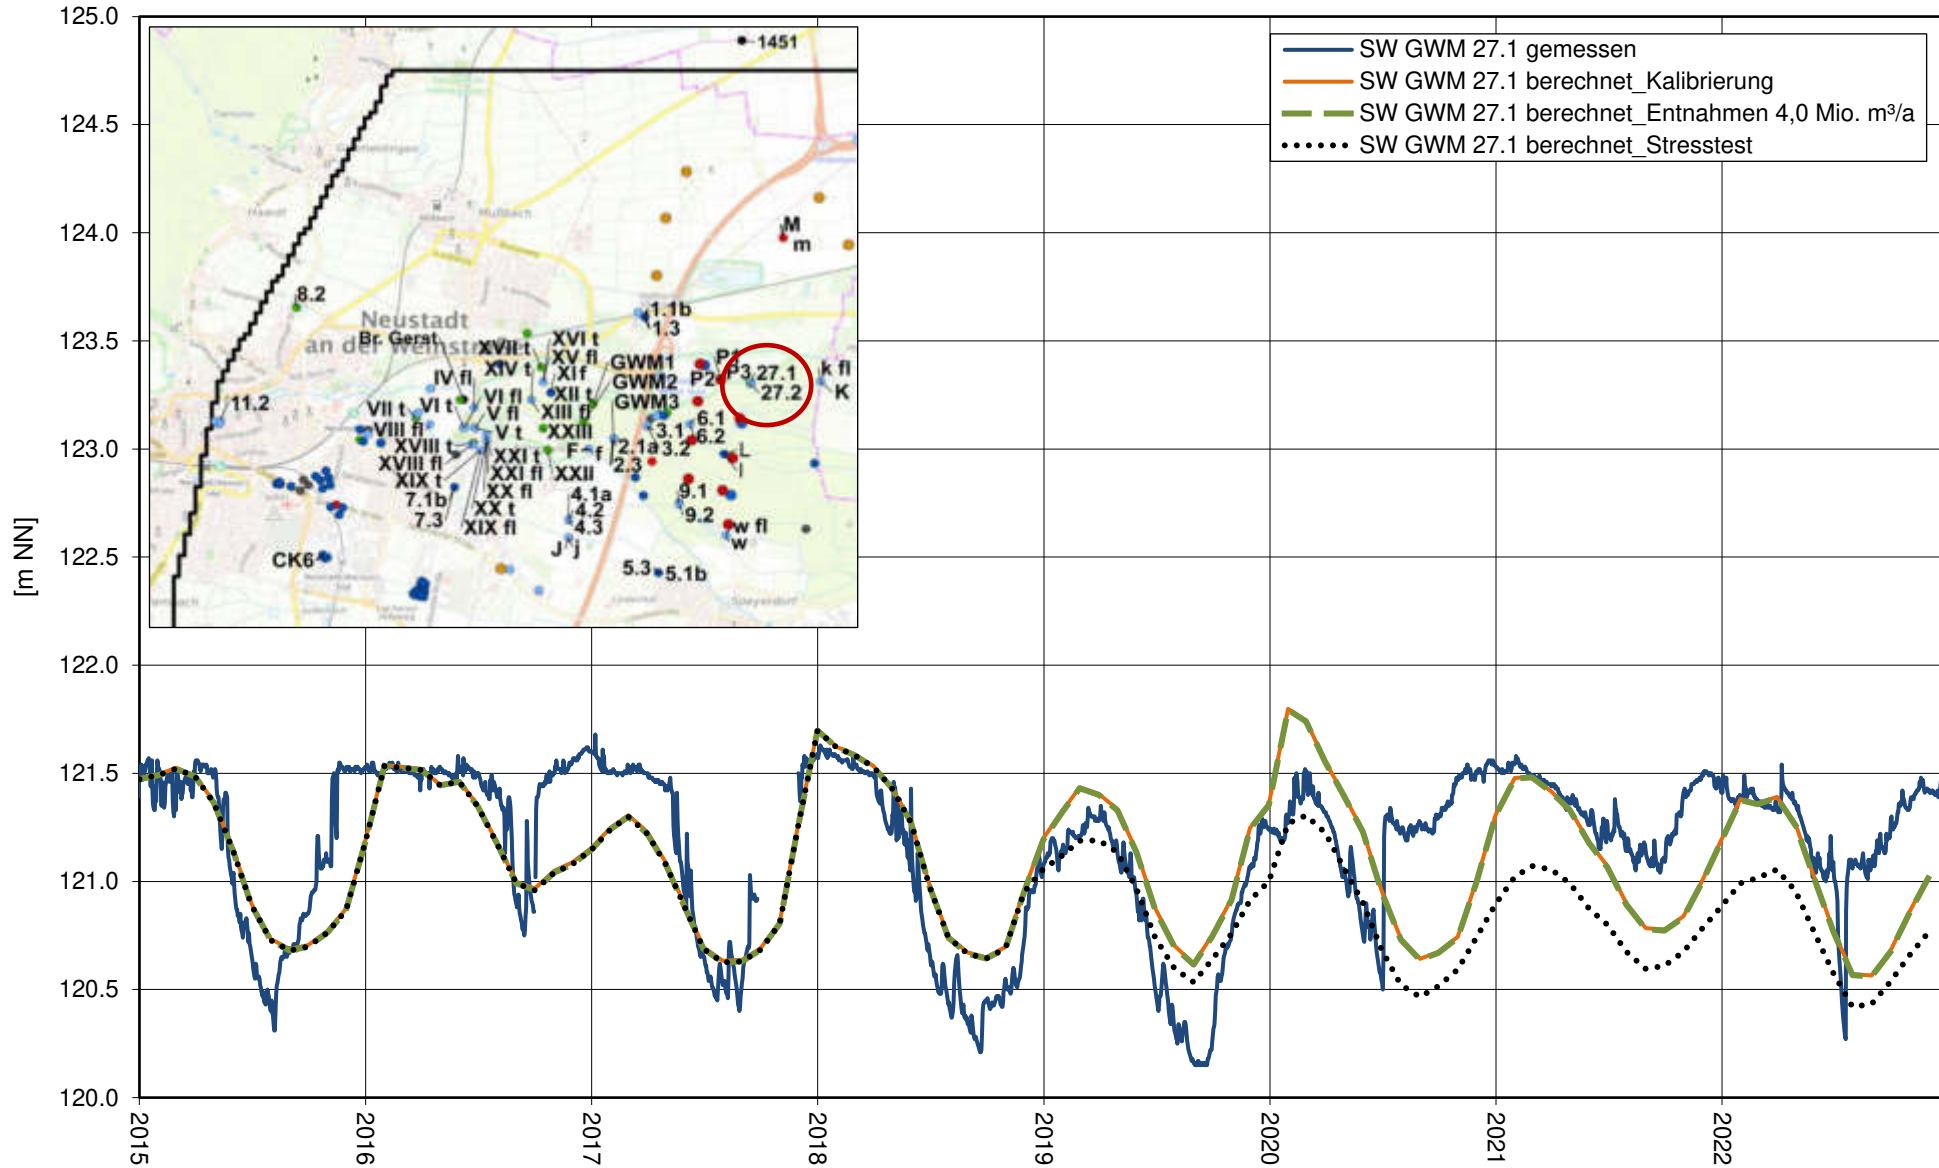 125.0
124.5
124.0
123.5
123.0
122.5
122.0
121.5
121.0
120.5
120.0
[m NN]
SW GWM 27.1 gemessen
SW GWM 27.1 berechnet_Kalibrierung
SW GWM 27.1 berechnet_Entnahmen 4,0 Mio. m³/a
SW GWM 27.1 berechnet_Stresstest
1451
M
m
8.2
Neustadt
an der Weinstraße
Br. Gerst
1.1b
1.3
XVI t
XVII t
XV fl
XIV t
XI f
GWM1
P1
P2
P3
27.1
27.2
k fl
K
IV fl
XII t
GWM2
11.2
VI fl
VII t
VI t
V fl
XIII fl
GWM3
6.1
6.2
VIII fl
V t
XXIII
3.1
3.2
XVIII t
F
f
2.1a
2.3
L
l
XVIII fl
XXI t
XIX t
XXI fl
XXII
7.1b
XX fl
4.1a
9.1
7.3
XX t
4.2
9.2
XIX fl
4.3
w fl
w
J
j
CK6
5.3
5.1b
Mußbach
Haardt
Speyerdorf
2015
2016
2017
2018
2019
2020
2021
2022